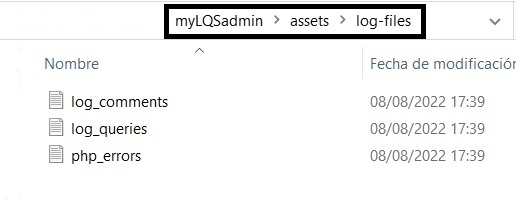 myLQSadmin > assets > log-files
Nombre Fecha de modificación
log_comments 08/08/2022 17:39
log_queries 08/08/2022 17:39
php_errors 08/08/2022 17:39